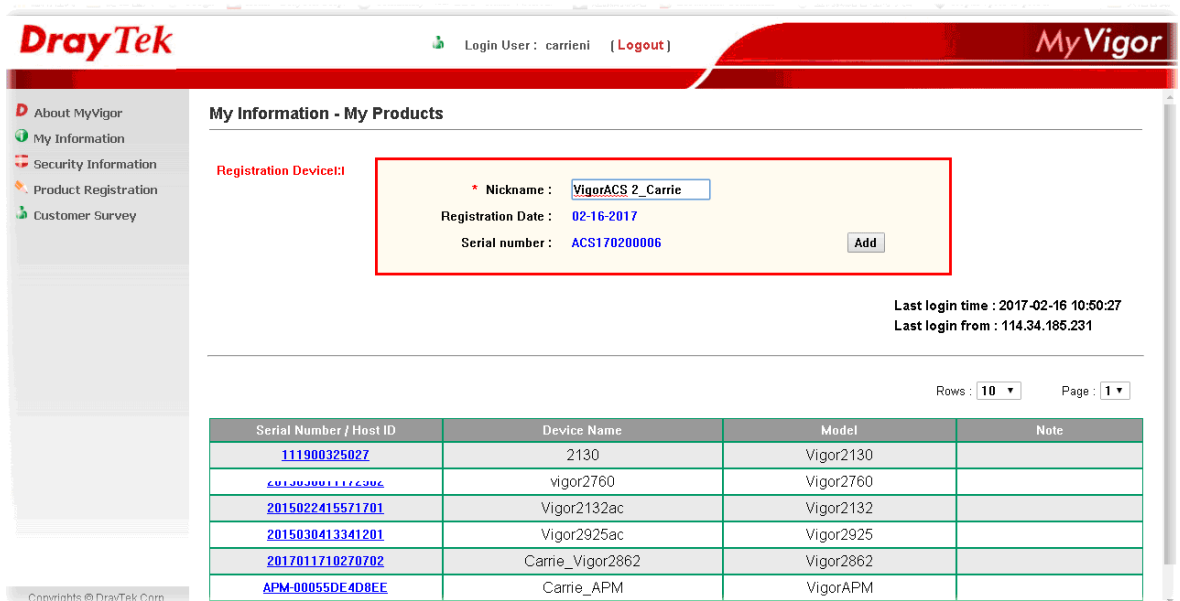 DrayTek
Login User : carrieni ( Logout )
MyVigor
About MyVigor
My Information
Security Information
Product Registration
Customer Survey
My Information - My Products
Registration Device
* Nickname : VigorACS 2_Carrie
Registration Date : 02-16-2017
Serial number : ACS170200006
Add
Last login time : 2017-02-16 10:50:27
Last login from : 114.34.185.231
Rows : 10 Page : 1
Serial Number / Host ID Device Name Model Note
111900325027 2130 Vigor2130
vigor2760 Vigor2760
2015022415571701 Vigor2132ac Vigor2132
2015030413341201 Vigor2925ac Vigor2925
2017011710270702 Carrie_Vigor2862 Vigor2862
APM-00055DE4D8EE Carrie_APM VigorAPM
Copyrights © DrayTek Corp.